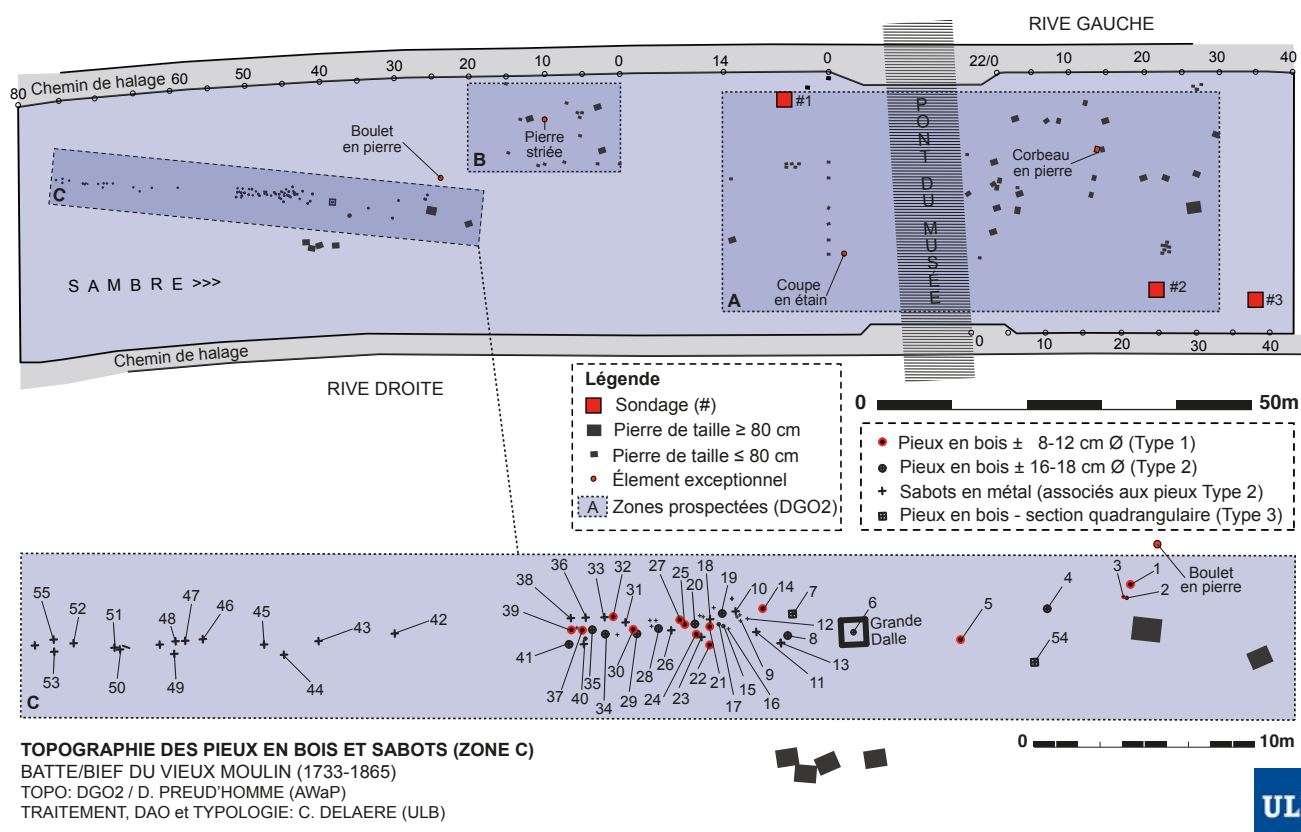 RIVE GAUCHE
Chemin de halage
80 60 50 40 30 20 10 0 14 0 22/0 10 20 30 40
#1
Boulet
en pierre
Pierre
striée
B
C
Corbeau
en pierre
PONT DU MUSÉE
SAMBRE >>>
Coupe
en étain
A
#2
#3
Chemin de halage
0 10 20 30 40
RIVE DROITE
Légende
Sondage (#)
Pierre de taille ≥ 80 cm
Pierre de taille ≤ 80 cm
Élement exceptionnel
A Zones prospectées (DGO2)
0 50m
Pieux en bois ± 8-12 cm Ø (Type 1)
Pieux en bois ± 16-18 cm Ø (Type 2)
Sabots en métal (associés aux pieux Type 2)
Pieux en bois - section quadrangulaire (Type 3)
Boulet
en pierre
55 52 51 48 47 46 45 43 42
53 50 49 44
38 36 33 32 31 27 25 20 18 19 10 14 7
39 41 37 40 35 34 30 29 28 26 24 23 22 21 17 15 16 9 11 13 12 8
6
Grande
Dalle
5 4 3 1 2 54
C
0 10m
TOPOGRAPHIE DES PIEUX EN BOIS ET SABOTS (ZONE C)
BATTE/BIEF DU VIEUX MOULIN (1733-1865)
TOPO: DGO2 / D. PREUD'HOMME (AWaP)
TRAITEMENT, DAO et TYPOLOGIE: C. DELAERE (ULB)
UL